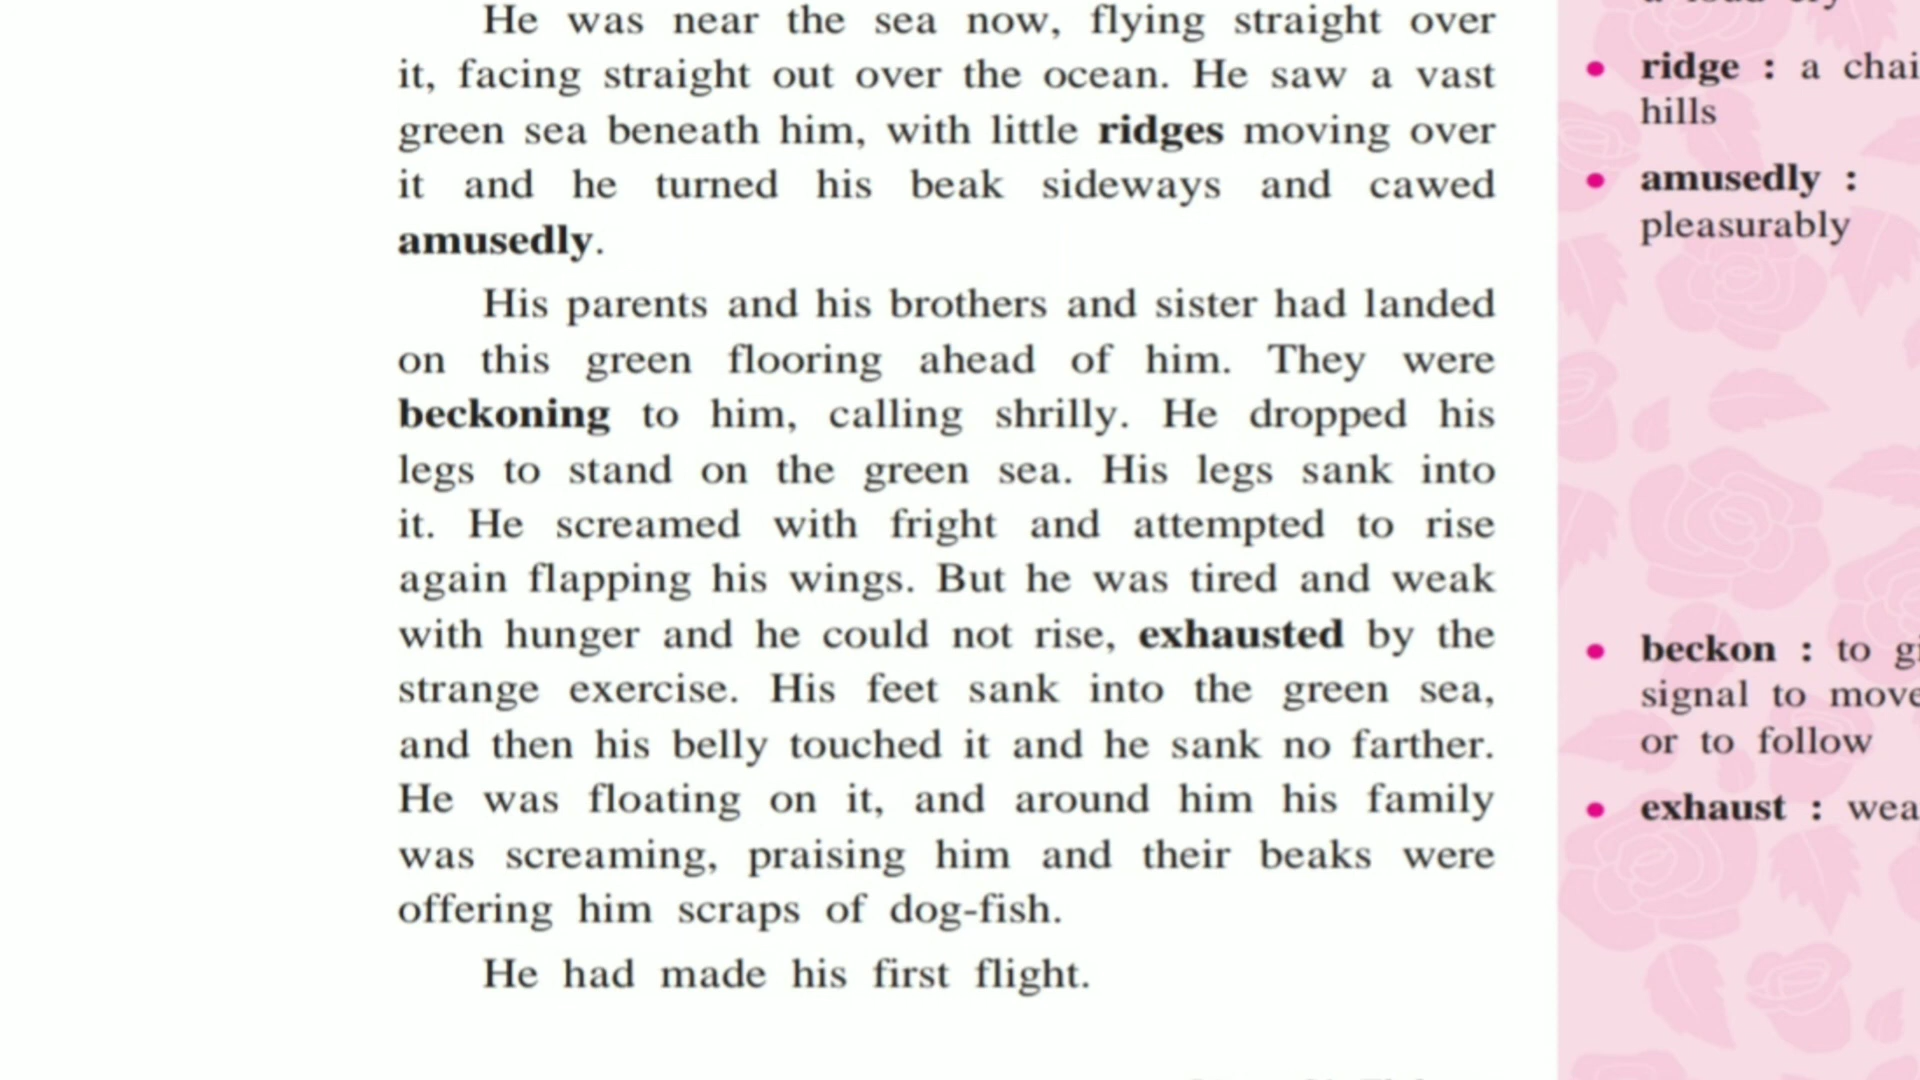 He was near the sea now, flying straight over
it, facing straight out over the ocean. He saw a vast
green sea beneath him, with little ridges moving over
it and he turned his beak sideways and cawed
amusedly.
His parents and his brothers and sister had landed
on this green flooring ahead of him. They were
beckoning to him, calling shrilly. He dropped his
legs to stand on the green sea. His legs sank into
it. He screamed with fright and attempted to rise
again flapping his wings. But he was tired and weak
with hunger and he could not rise, exhausted by the
strange exercise. His feet sank into the green sea,
and then his belly touched it and he sank no farther.
He was floating on it, and around him his family
was screaming, praising him and their beaks were
offering him scraps of dog-fish.
He had made his first flight.
• ridge : a
hills
• amusedly :
pleasurably
• beckon : to
signal to move
or to follow
• exhaust :